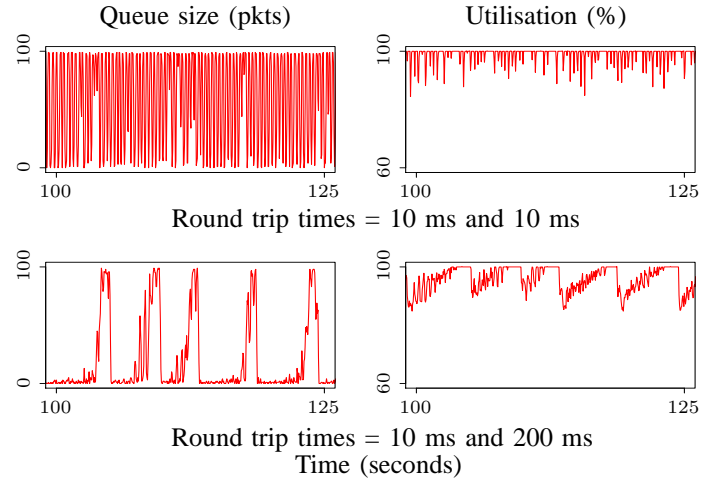 Queue size (pkts) Utilisation (%)
100 100
0 60
100 125 100 125
Round trip times = 10 ms and 10 ms
100 100
0 60
100 125 100 125
Round trip times = 10 ms and 200 ms
Time (seconds)